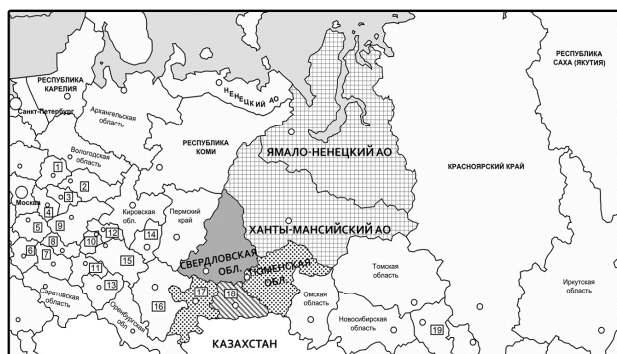 РЕСПУБЛИКА
САХА (ЯКУТИЯ)
РЕСПУБЛИКА
КАРЕЛИЯ
НЕНЕЦКИЙ АО
Санкт-Петербург
Архангельская
область
РЕСПУБЛИКА
КОМИ
ЯМАЛО-НЕНЕЦКИЙ АО
Вологодская
область
КРАСНОЯРСКИЙ КРАЙ
1
2
Москва
3
4
Кировская
обл.
Пермский
край
5
9
12
14
ХАНТЫ-МАНСИЙСКИЙ АО
8
10
6
7
15
СВЕРДЛОВСКАЯ
ОБЛ.
ТЮМЕНСКАЯ
ОБЛ.
Томская
область
11
13
Саратовская
область
16
17
18
Омская
область
Иркутская
область
Оренбургская
обл.
Новосибирская
область
19
КАЗАХСТАН